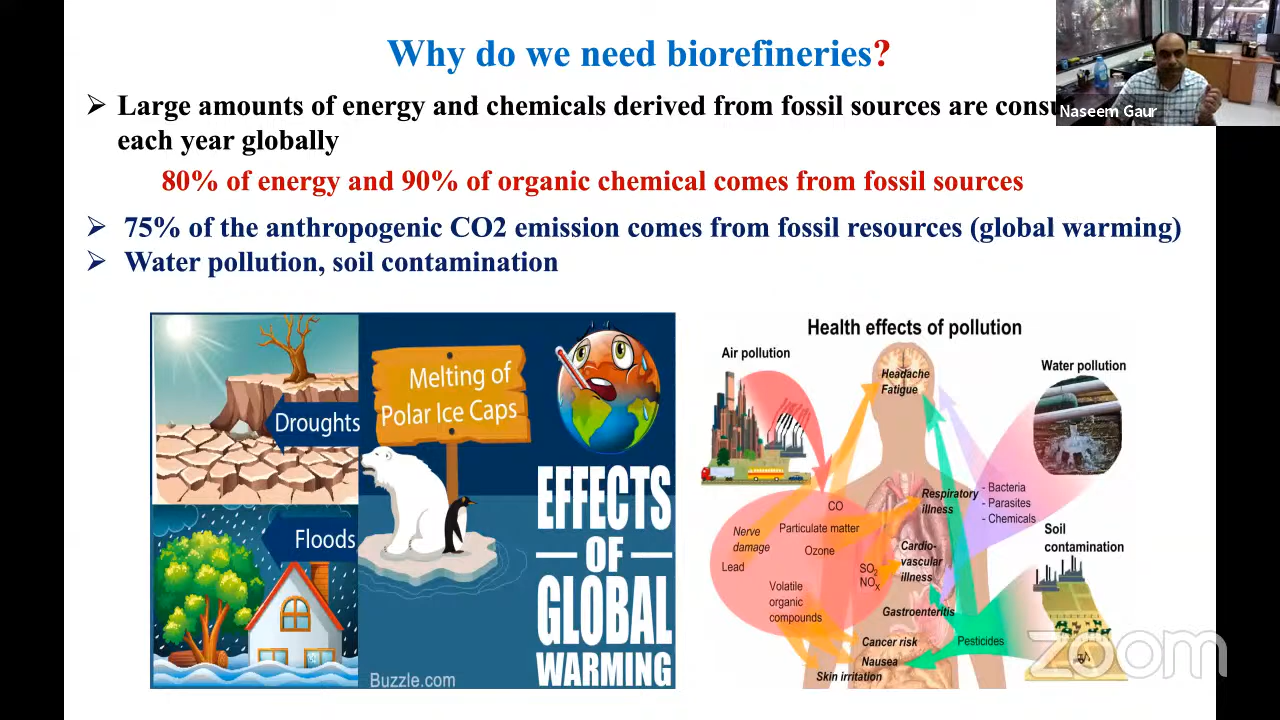 Why do we need biorefineries?
Naseem Gaur
➢ Large amounts of energy and chemicals derived from fossil sources are
each year globally
80% of energy and 90% of organic chemical comes from fossil sources
➢ 75% of the anthropogenic CO2 emission comes from fossil resources (global warming)
➢ Water pollution, soil contamination
Droughts
Floods
Melting of
Polar Ice Caps
EFFECTS
OF
GLOBAL
WARMING
Buzzle.com
Health effects of pollution
Air pollution
Water pollution
Headache
Fatigue
Respiratory
illness
- Bacteria
- Parasites
- Chemicals
CO
Particulate matter
Nerve
damage
Ozone
Lead
SO2
NOX
Volatile
organic
compounds
Cardio-
vascular
illness
Soil
contamination
Gastroenteritis
Pesticides
Cancer risk
Nausea
Skin irritation
zoom